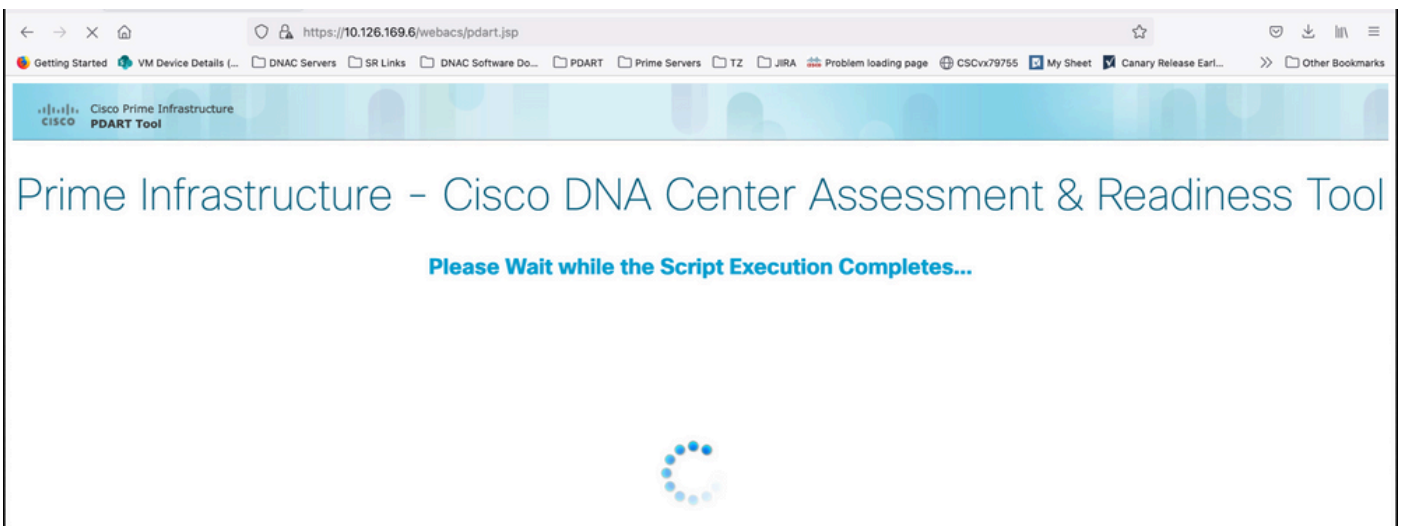 https://10.126.169.6/webacs/pdart.jsp
Getting Started VM Device Details (... DNAC Servers SR Links DNAC Software Do... PDART Prime Servers TZ JIRA Problem loading page CSCvx79755 My Sheet Canary Release Earl... Other Bookmarks
Cisco Prime Infrastructure
CISCO PDART Tool
Prime Infrastructure - Cisco DNA Center Assessment & Readiness Tool
Please Wait while the Script Execution Completes...